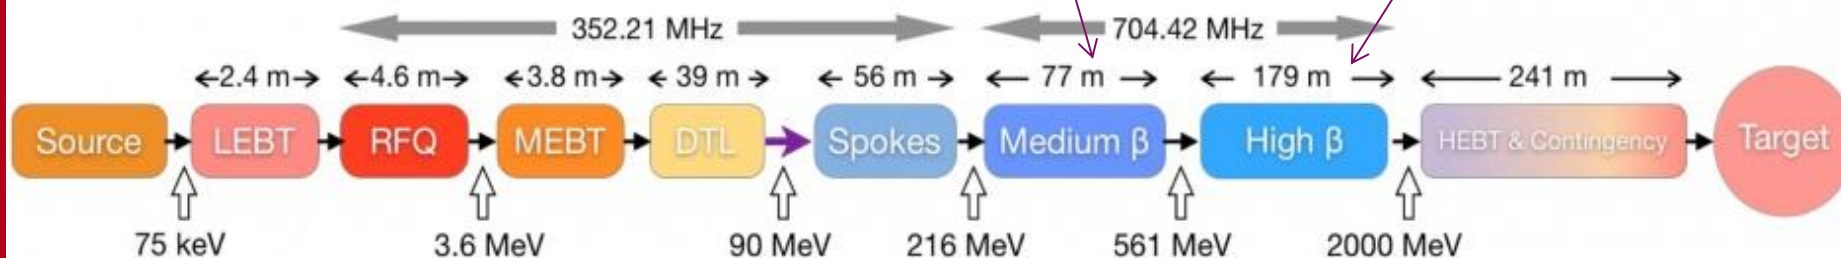 352.21 MHz 704.42 MHz
2.4 m 4.6 m 3.8 m 39 m 56 m 77 m 179 m 241 m
Source LEBT RFQ MEBT DTL Spokes Medium β High β HEBT & Contingency Target
75 keV 3.6 MeV 90 MeV 216 MeV 561 MeV 2000 MeV